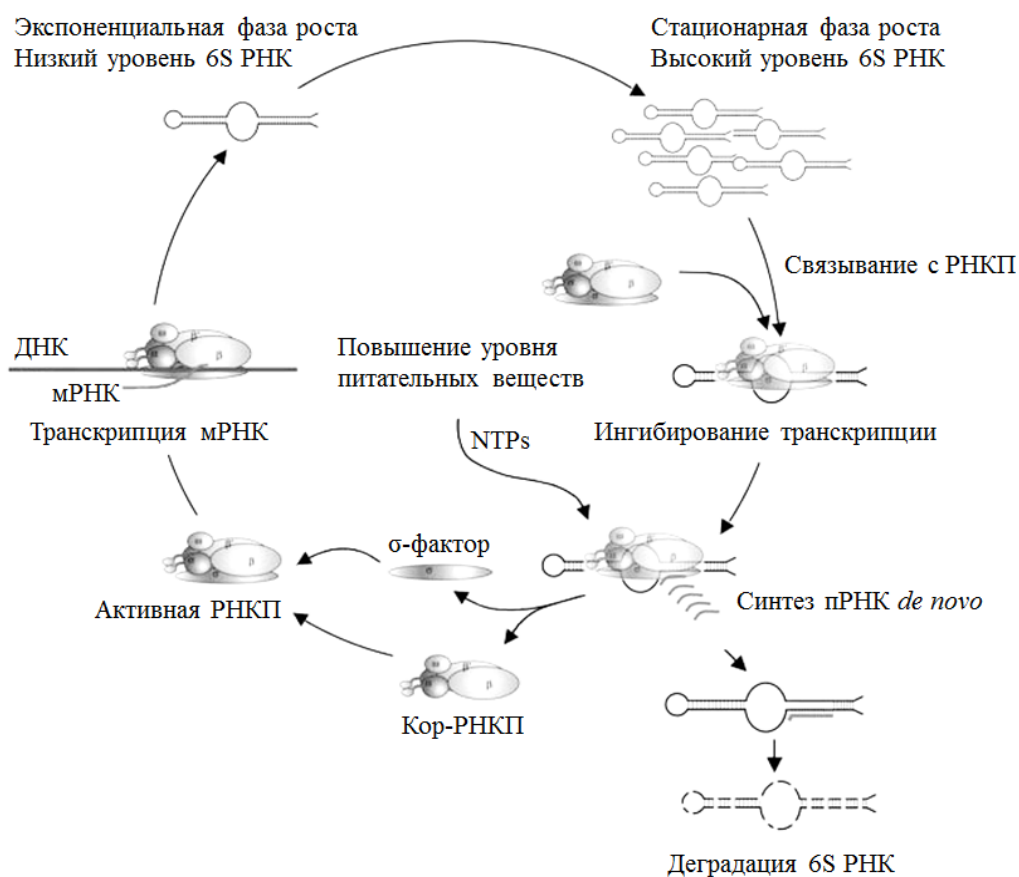 Экспоненциальная фаза роста
Низкий уровень 6S РНК
Стационарная фаза роста
Высокий уровень 6S РНК
Связывание с РНКП
ДНК
мРНК
Транскрипция мРНК
Повышение уровня
питательных веществ
NTPs
Ингибирование транскрипции
σ-фактор
Активная РНКП
Синтез пРНК de novo
Кор-РНКП
Деградация 6S РНК